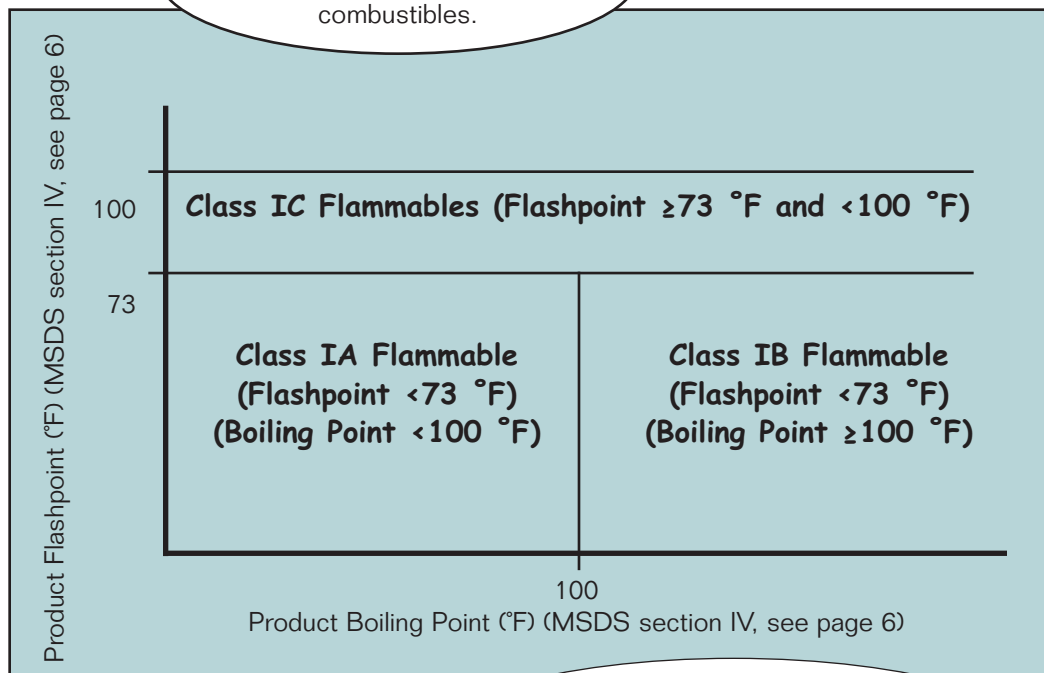 combustibles.
Product Flashpoint (°F) (MSDS section IV, see page 6)
100
Class IC Flammables (Flashpoint ≥73 °F and <100 °F)
73
Class IA Flammable
(Flashpoint <73 °F)
(Boiling Point <100 °F)
Class IB Flammable
(Flashpoint <73 °F)
(Boiling Point ≥100 °F)
100
Product Boiling Point (°F) (MSDS section IV, see page 6)